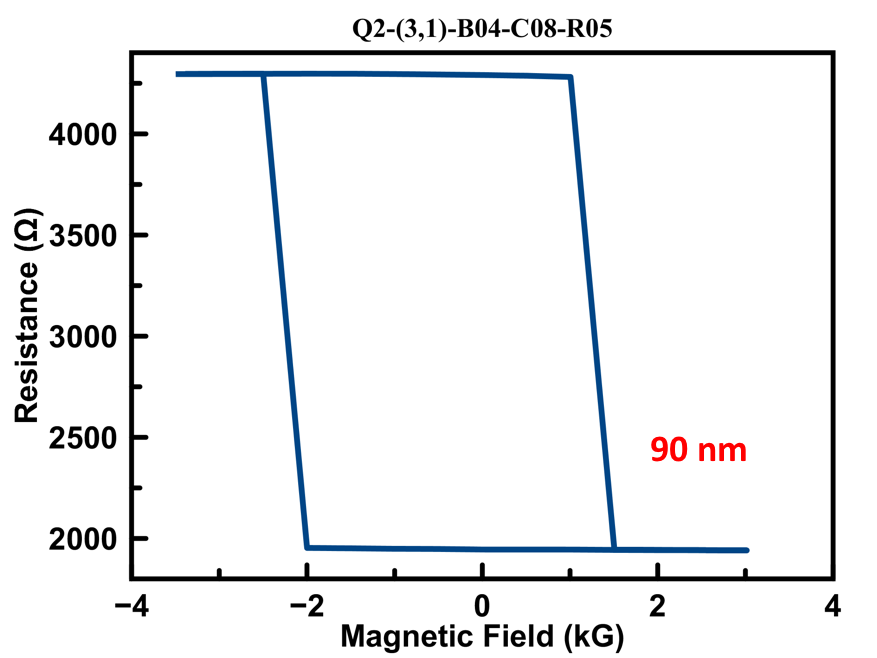 Q2-(3,1)-B04-C08-R05
4000
3500
3000
2500
2000
Resistance (Ω)
90 nm
−4
−2
0
2
4
Magnetic Field (kG)